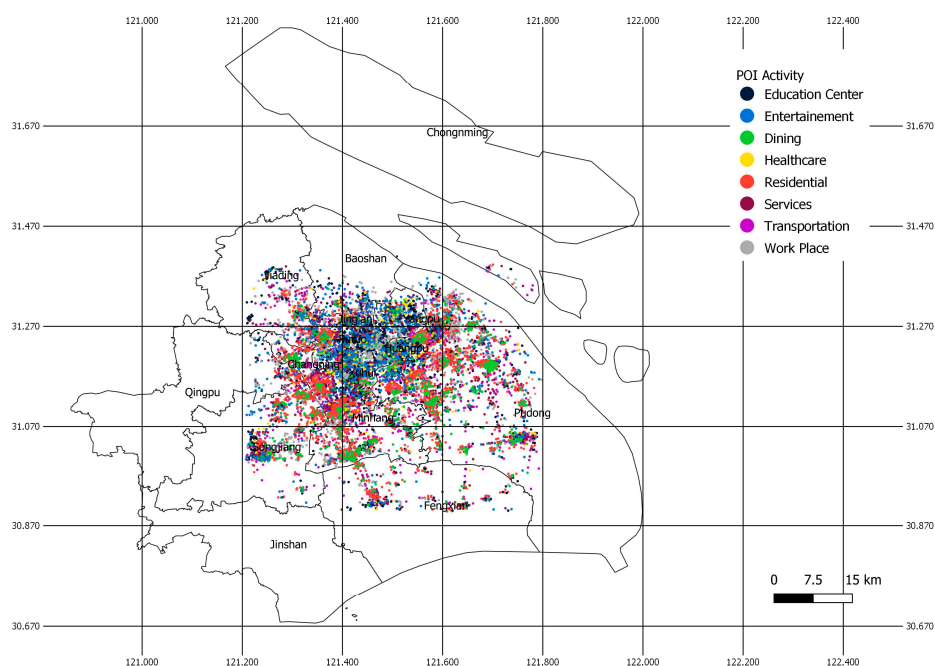 121.000 121.200 121.400 121.600 121.800 122.000 122.200 122.400
POI Activity
Education Center
Entertainement
Dining
Healthcare
Residential
Services
Transportation
Work Place
31.670 31.670
Chongnming
31.470 31.470
Baoshan
Jiading
31.270 31.270
Huangpu
Changning
Xuhui
Qingpu
Pudong
Minhang
31.070 31.070
Songjiang
Fengxian
30.870 30.870
Jinshan
0 7.5 15 km
30.670 30.670
121.000 121.200 121.400 121.600 121.800 122.000 122.200 122.400